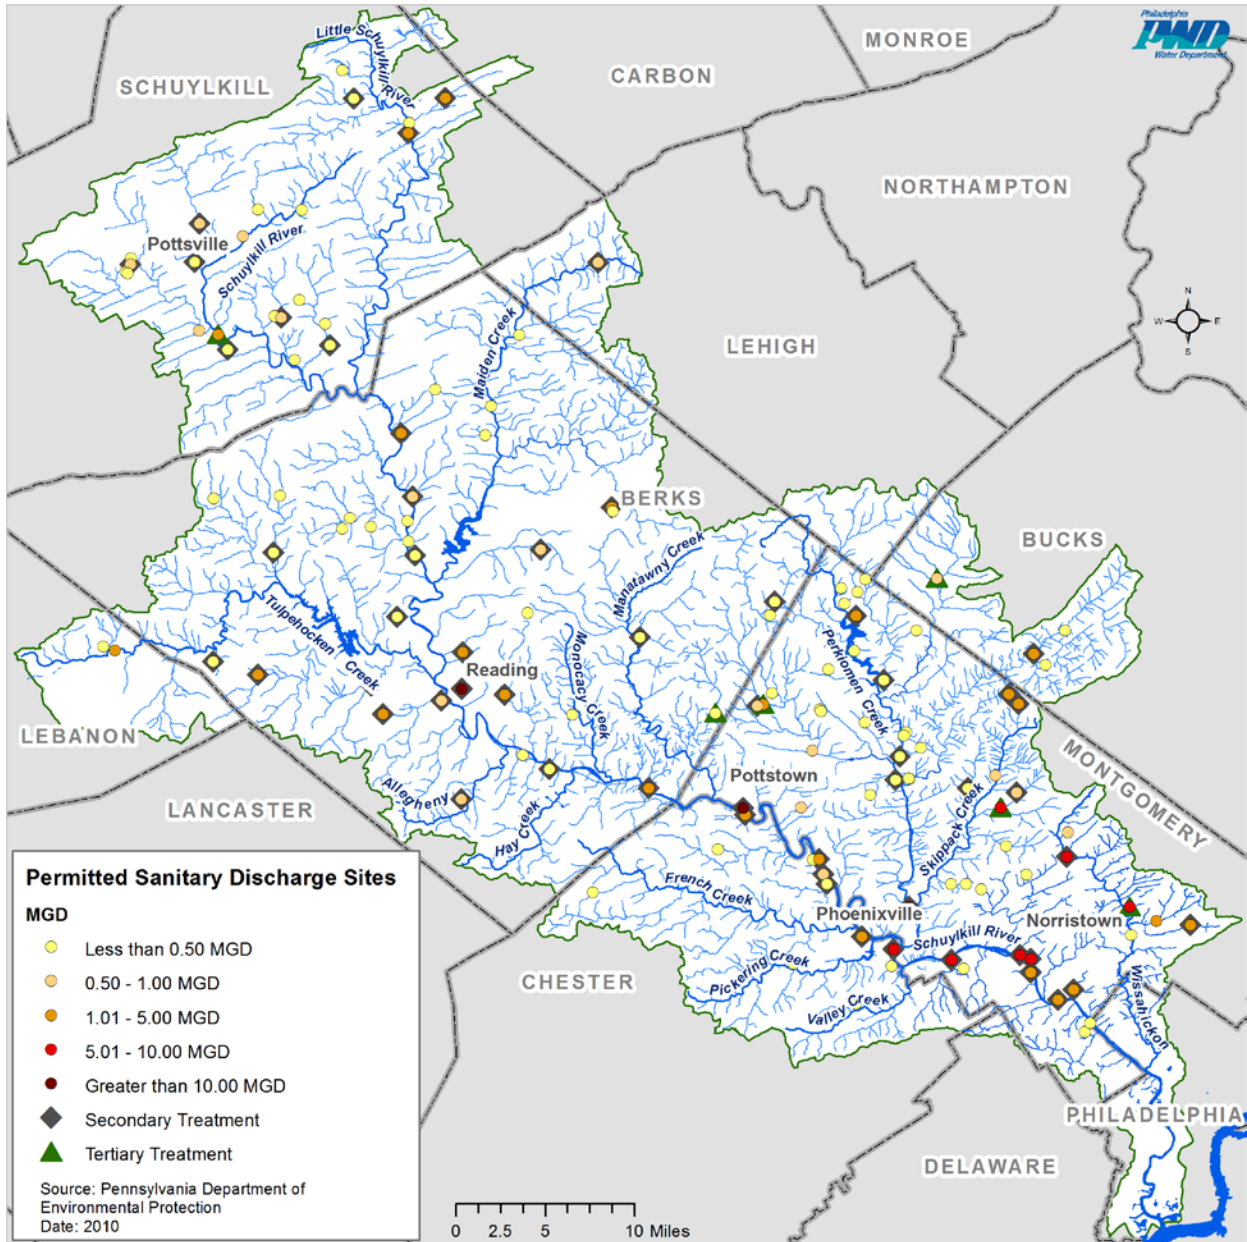 Little Schuylkill River
MONROE
Philadelphia
PWD
Water Department
CARBON
SCHUYLKILL
NORTHAMPTON
Pottsville
Schuylkill River
N
W E
S
Maiden Creek
LEHIGH
BERKS
BUCKS
Manatawny Creek
Tulpehocken Creek
Monocacy Creek
Perkiomen Creek
Reading
LEBANON
MONTGOMERY
Pottstown
LANCASTER
Allegheny
Hay Creek
Skippack Creek
French Creek
Phoenixville
Norristown
Schuylkill River
Pickering Creek
CHESTER
Valley Creek
Wissahickon
PHILADELPHIA
DELAWARE
Permitted Sanitary Discharge Sites
MGD
Less than 0.50 MGD
0.50 - 1.00 MGD
1.01 - 5.00 MGD
5.01 - 10.00 MGD
Greater than 10.00 MGD
Secondary Treatment
Tertiary Treatment
Source: Pennsylvania Department of
Environmental Protection
Date: 2010
0 2.5 5 10 Miles